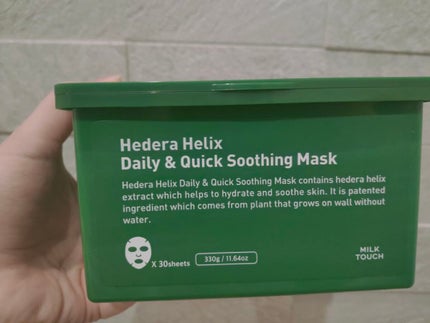 Hedera Helix
Daily & Quick Soothing Mask
Hedera Helix Daily & Quick Soothing Mask contains hedera helix
extract which helps to hydrate and soothe skin. It is patented
ingredient which comes from plant that grows on wall without
water.
X 30sheets
330g / 11.64oz
MILK
TOUCH